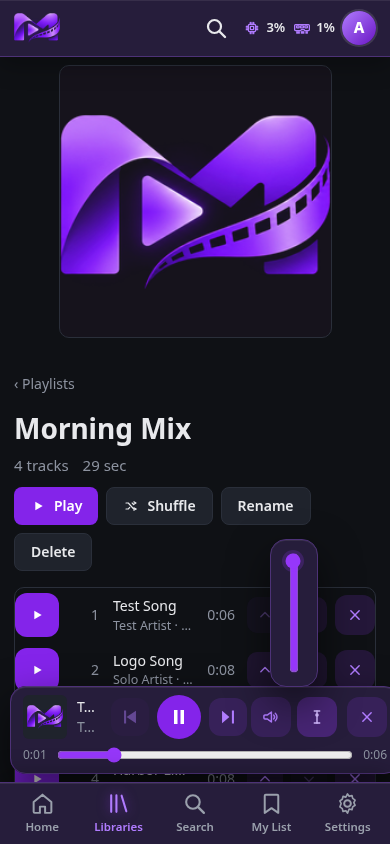 3% 1% A
‹ Playlists
Morning Mix
4 tracks 29 sec
Play Shuffle Rename
Delete
1 Test Song 0:06
Test Artist · ...
2 Logo Song 0:08
Solo Artist · ...
T...
T...
0:01 0:06
4
Home Libraries Search My List Settings